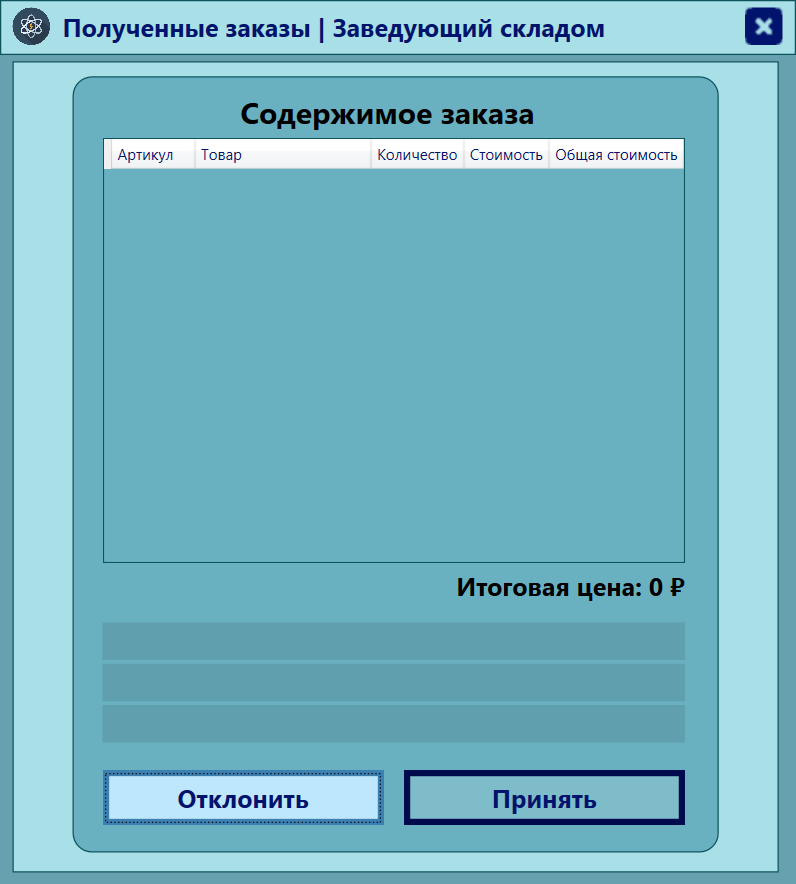 Полученные заказы | Заведующий складом
Содержимое заказа
Артикул Товар Количество Стоимость Общая стоимость
Итоговая цена: 0 ₽
Отклонить Принять